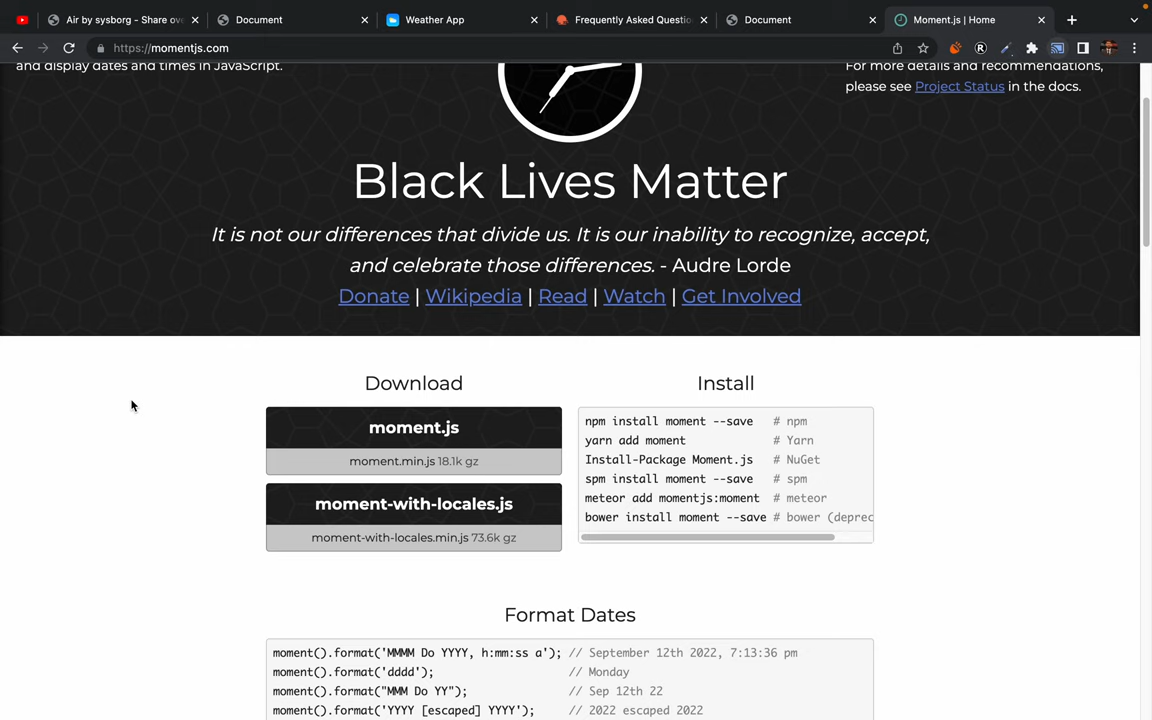 Air by sysborg - Share ove
Document
Weather App
Frequently Asked Questio
Document
Moment.js | Home
https://momentjs.com
and display dates and times in JavaScript.
For more details and recommendations,
please see Project Status in the docs.
Black Lives Matter
It is not our differences that divide us. It is our inability to recognize, accept,
and celebrate those differences. - Audre Lorde
Donate | Wikipedia | Read | Watch | Get Involved
Download
moment.js
moment.min.js 18.1k gz
moment-with-locales.js
moment-with-locales.min.js 73.6k gz
Install
npm install moment --save # npm
yarn add moment # Yarn
Install-Package Moment.js # NuGet
spm install moment --save # spm
meteor add momentjs:moment # meteor
bower install moment --save # bower (deprec
Format Dates
moment().format('MMMM Do YYYY, h:mm:ss a'); // September 12th 2022, 7:13:36 pm
moment().format('dddd'); // Monday
moment().format("MMM Do YY"); // Sep 12th 22
moment().format('YYYY [escaped] YYYY'); // 2022 escaped 2022